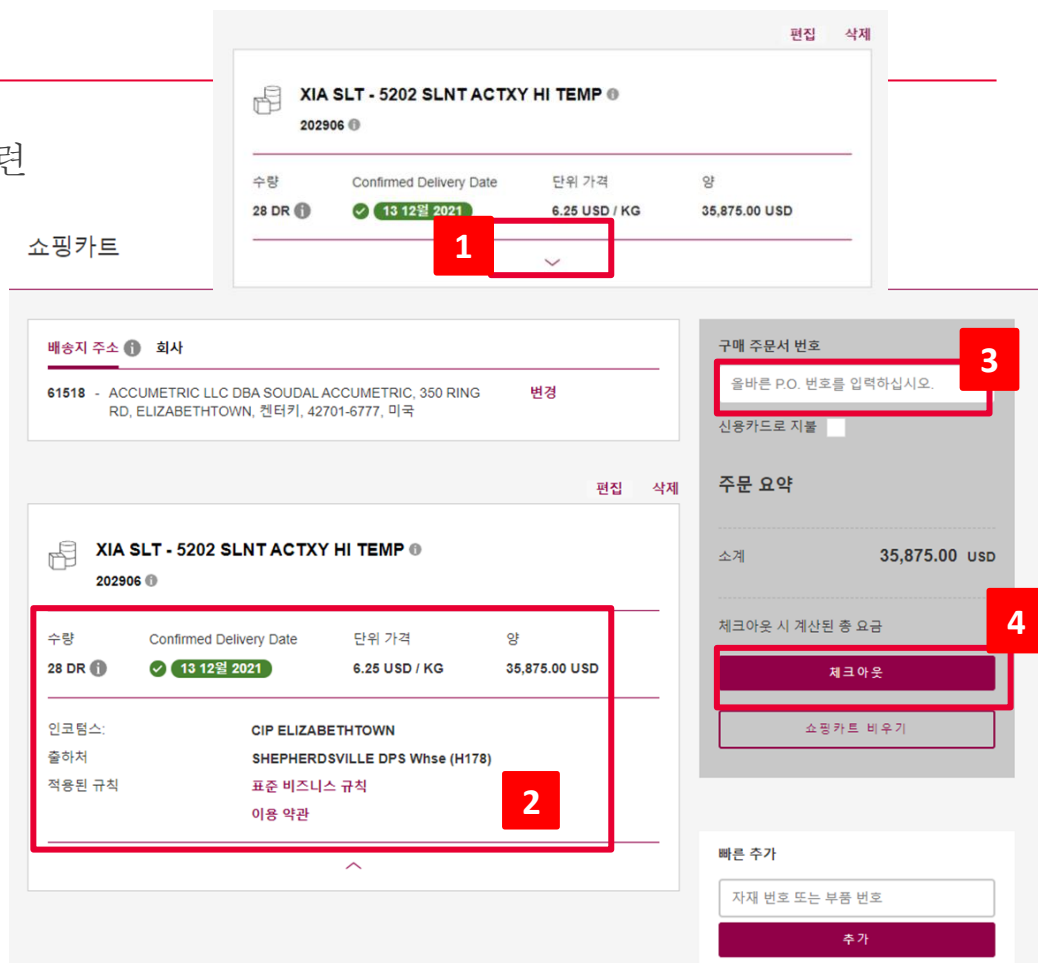 편집 삭제
XIA SLT - 5202 SLNT ACTXY HI TEMP
202906
련
수량 Confirmed Delivery Date 단위 가격 양
28 DR 13 12월 2021 6.25 USD / KG 35,875.00 USD
1
쇼핑카트
배송지 주소 회사
61518 - ACCUMETRIC LLC DBA SOUDAL ACCUMETRIC, 350 RING
RD, ELIZABETHTOWN, 켄터키, 42701-6777, 미국
변경
편집 삭제
XIA SLT - 5202 SLNT ACTXY HI TEMP
202906
수량 Confirmed Delivery Date 단위 가격 양
28 DR 13 12월 2021 6.25 USD / KG 35,875.00 USD
인코텀스: CIP ELIZABETHTOWN
출하처 SHEPHERDSVILLE DPS Whse (H178)
적용된 규칙 표준 비즈니스 규칙
이용 약관
2
구매 주문서 번호
3
올바른 P.O. 번호를 입력하십시오.
신용카드로 지불
주문 요약
소계 35,875.00 USD
체크아웃 시 계산된 총 요금
4
체크아웃
쇼핑카트 비우기
빠른 추가
자재 번호 또는 부품 번호
추가